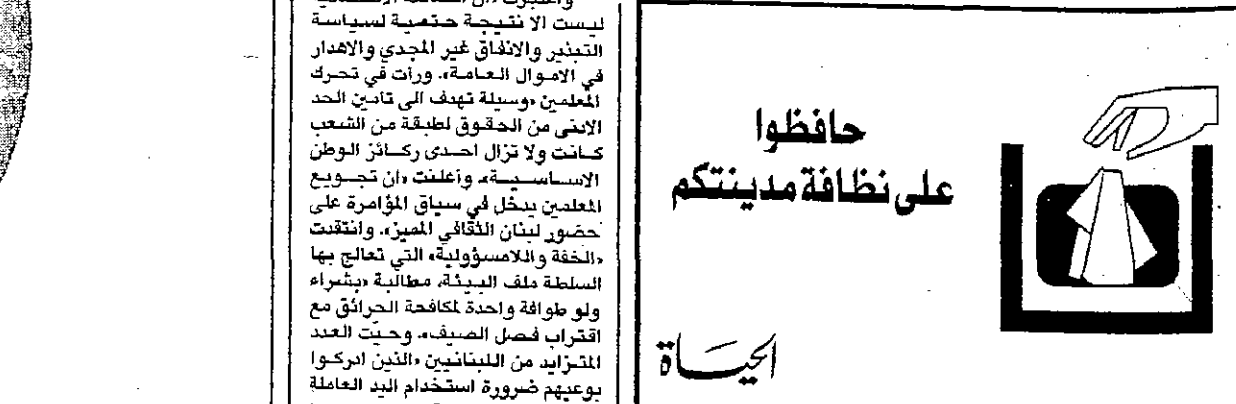 ليست الا نتيجة حتمية لسياسة
التبذير والانفاق غير المجدي والاهدار
في الاموال العامة». ورأت في تحرك
المعلمين «وسيلة تهدف الى تامين الحد
الادنى من الحقوق لطبقة من الشعب
كانت ولا تزال احدى ركائز الوطن
الاساسية». وأعلنت «ان تجويع
المعلمين يدخل في سياق المؤامرة على
حضور لبنان الثقافي المميز». وانتقدت
«الخفة واللامسؤولية» التي تعالج بها
السلطة ملف البيئة، مطالبة «بشراء
ولو طوافة واحدة لمكافحة الحرائق مع
اقتراب فصل الصيف». وحيّت العدد
المتزايد من اللبنانيين «الذين ادركوا
بوعيهم ضرورة استخدام اليد العاملة
حافظوا
على نظافة مدينتكم
الحياة